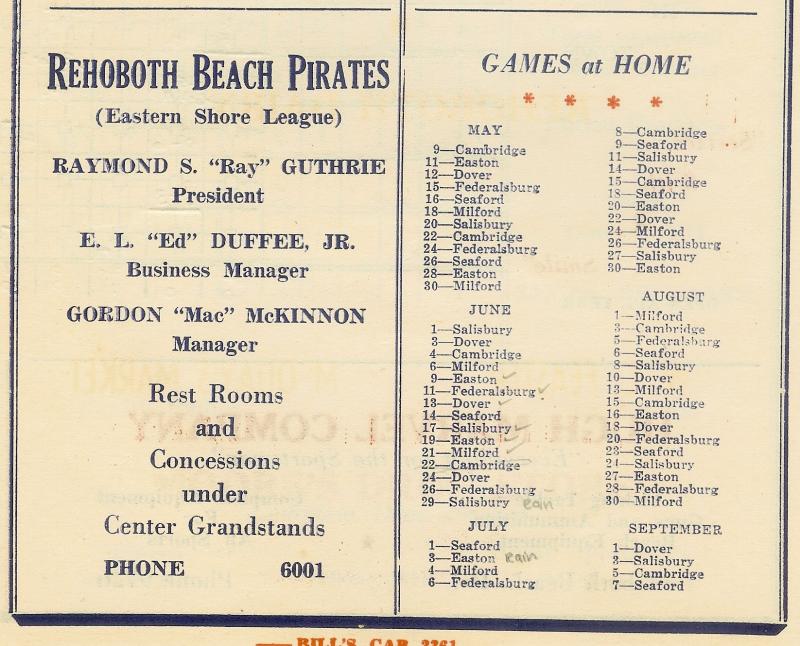 REHOBOTH BEACH PIRATES
(Eastern Shore League)
RAYMOND S. "Ray" GUTHRIE
President
E. L. "Ed" DUFFEE, JR.
Business Manager
GORDON "Mac" McKINNON
Manager
Rest Rooms
and
Concessions
under
Center Grandstands
PHONE 6001
GAMES at HOME
* * * *
MAY
9—Cambridge
11—Easton
12—Dover
15—Federalsburg
16—Seaford
18—Milford
20—Salisbury
22—Cambridge
24—Federalsburg
26—Seaford
28—Easton
30—Milford
JUNE
1—Salisbury
3—Dover
4—Cambridge
6—Milford
9—Easton ✓
11—Federalsburg ✓
13—Dover ✓
14—Seaford
17—Salisbury ✓
19—Easton ✓
21—Milford ✓
22—Cambridge
24—Dover
26—Federalsburg
29—Salisbury rain
JULY
1—Seaford
3—Easton rain
4—Milford
6—Federalsburg
8—Cambridge
9—Seaford
11—Salisbury
14—Dover
15—Cambridge
18—Seaford
20—Easton
22—Dover
24—Milford
26—Federalsburg
27—Salisbury
30—Easton
AUGUST
1—Milford
3—Cambridge
5—Federalsburg
6—Seaford
8—Salisbury
10—Dover
13—Milford
15—Cambridge
16—Easton
18—Dover
20—Federalsburg
23—Seaford
24—Salisbury
27—Easton
28—Federalsburg
30—Milford
SEPTEMBER
1—Dover
3—Salisbury
5—Cambridge
7—Seaford
BILL'S CAB 2261